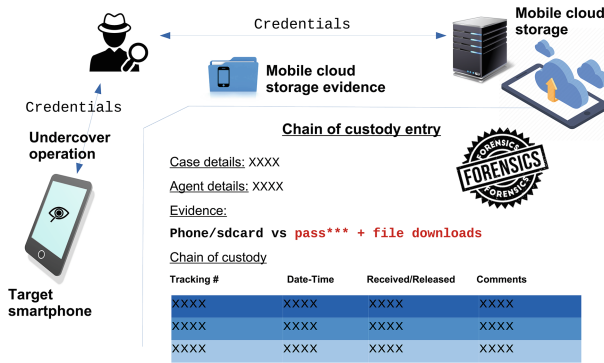 Credentials
Mobile cloud
storage
Mobile cloud
storage evidence
Credentials
Undercover
operation
Target
smartphone
Chain of custody entry
FORENSICS
FORENSICS
FORENSICS
Case details: XXXX
Agent details: XXXX
Evidence:
Phone/sdcard vs pass*** + file downloads
Chain of custody
Tracking # Date-Time Received/Released Comments
XXXX XXXX XXXX XXXX
XXXX XXXX XXXX XXXX
XXXX XXXX XXXX XXXX